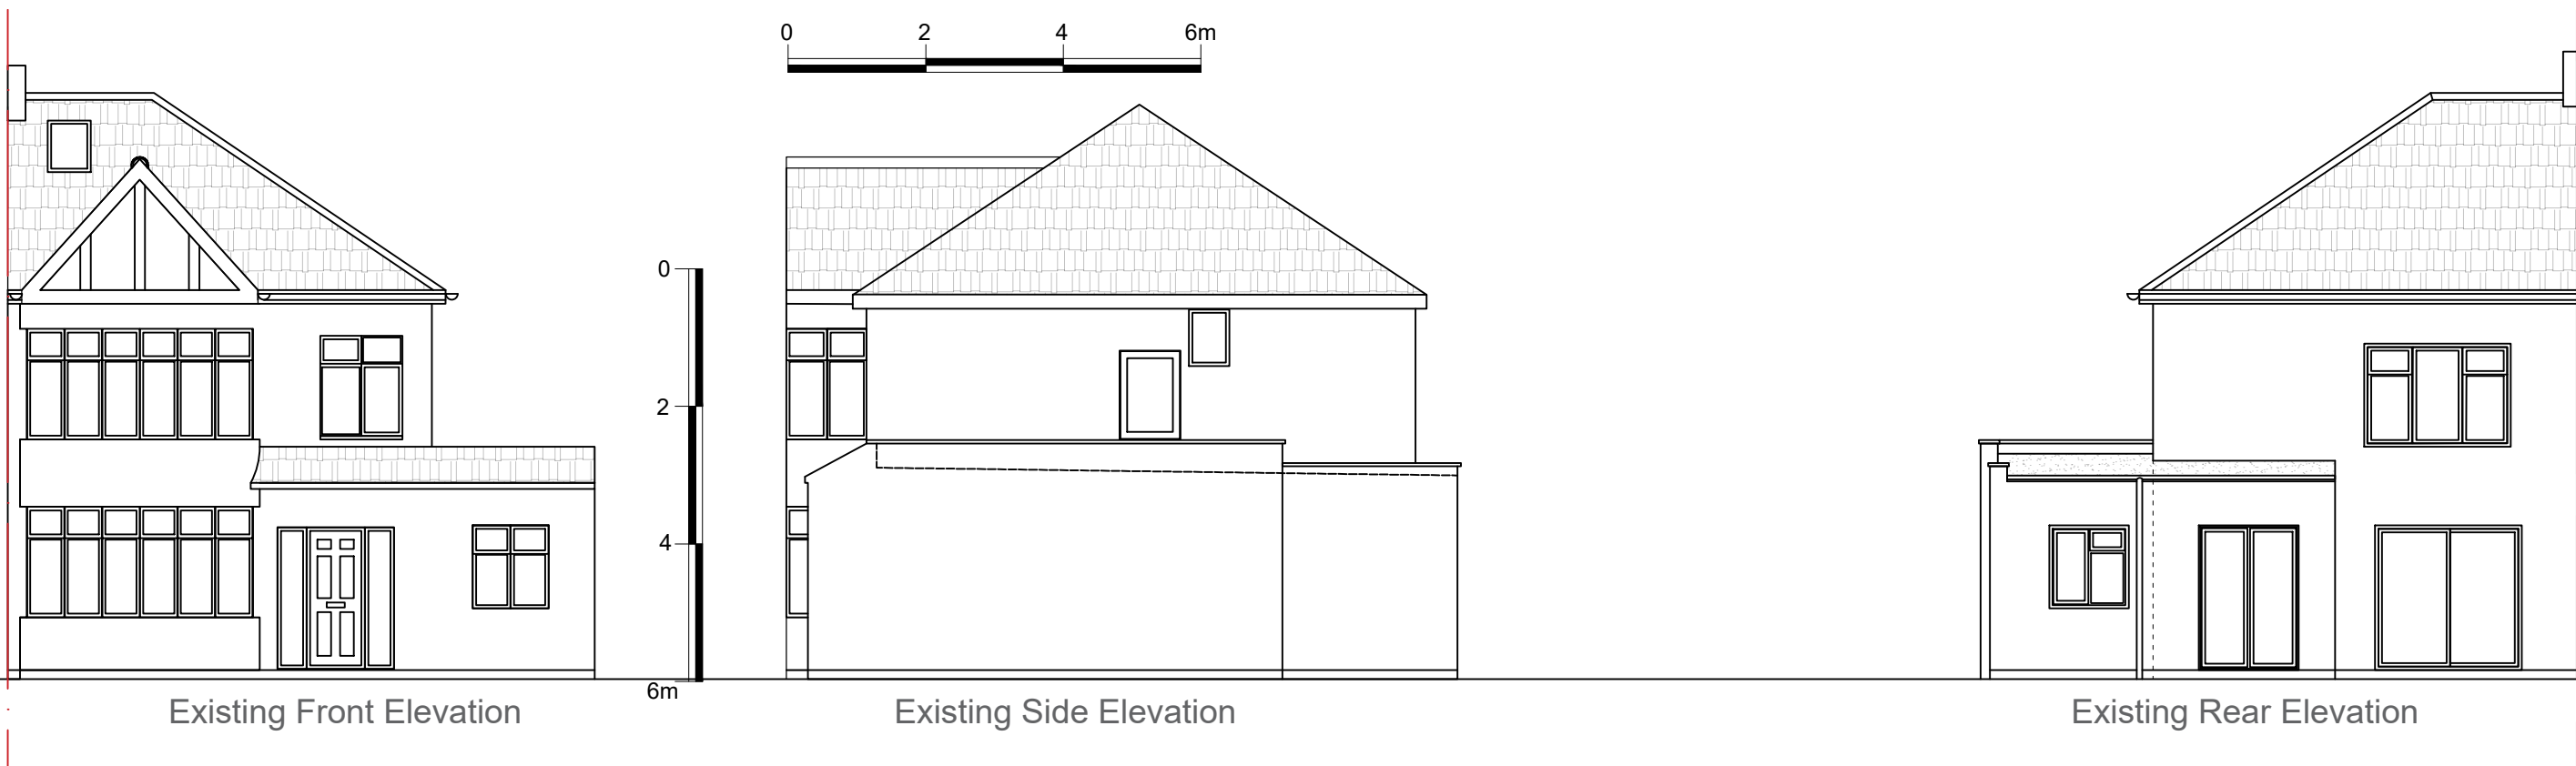 0 2 4 6m
0
2
4
6m
Existing Front Elevation
Existing Side Elevation
Existing Rear Elevation